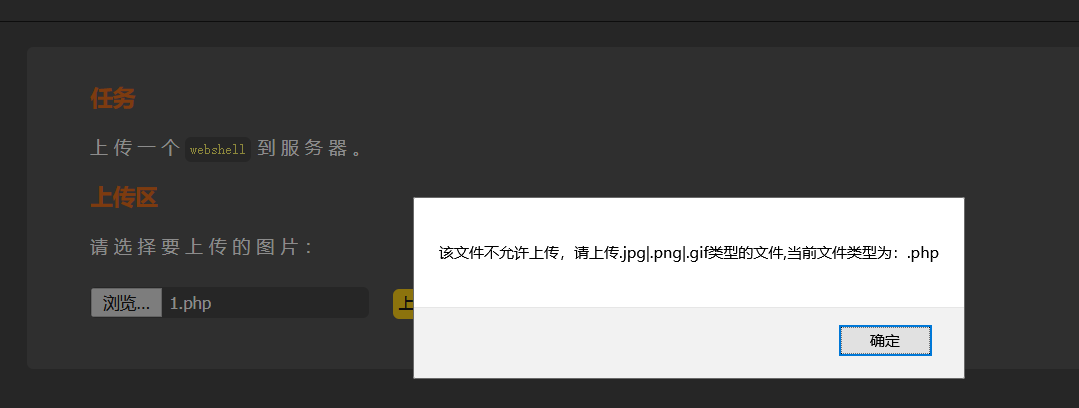 任务
上传一个 webshell 到服务器。
上传区
请选择要上传的图片：
浏览... 1.php
上
该文件不允许上传，请上传.jpg|.png|.gif类型的文件,当前文件类型为：.php
确定